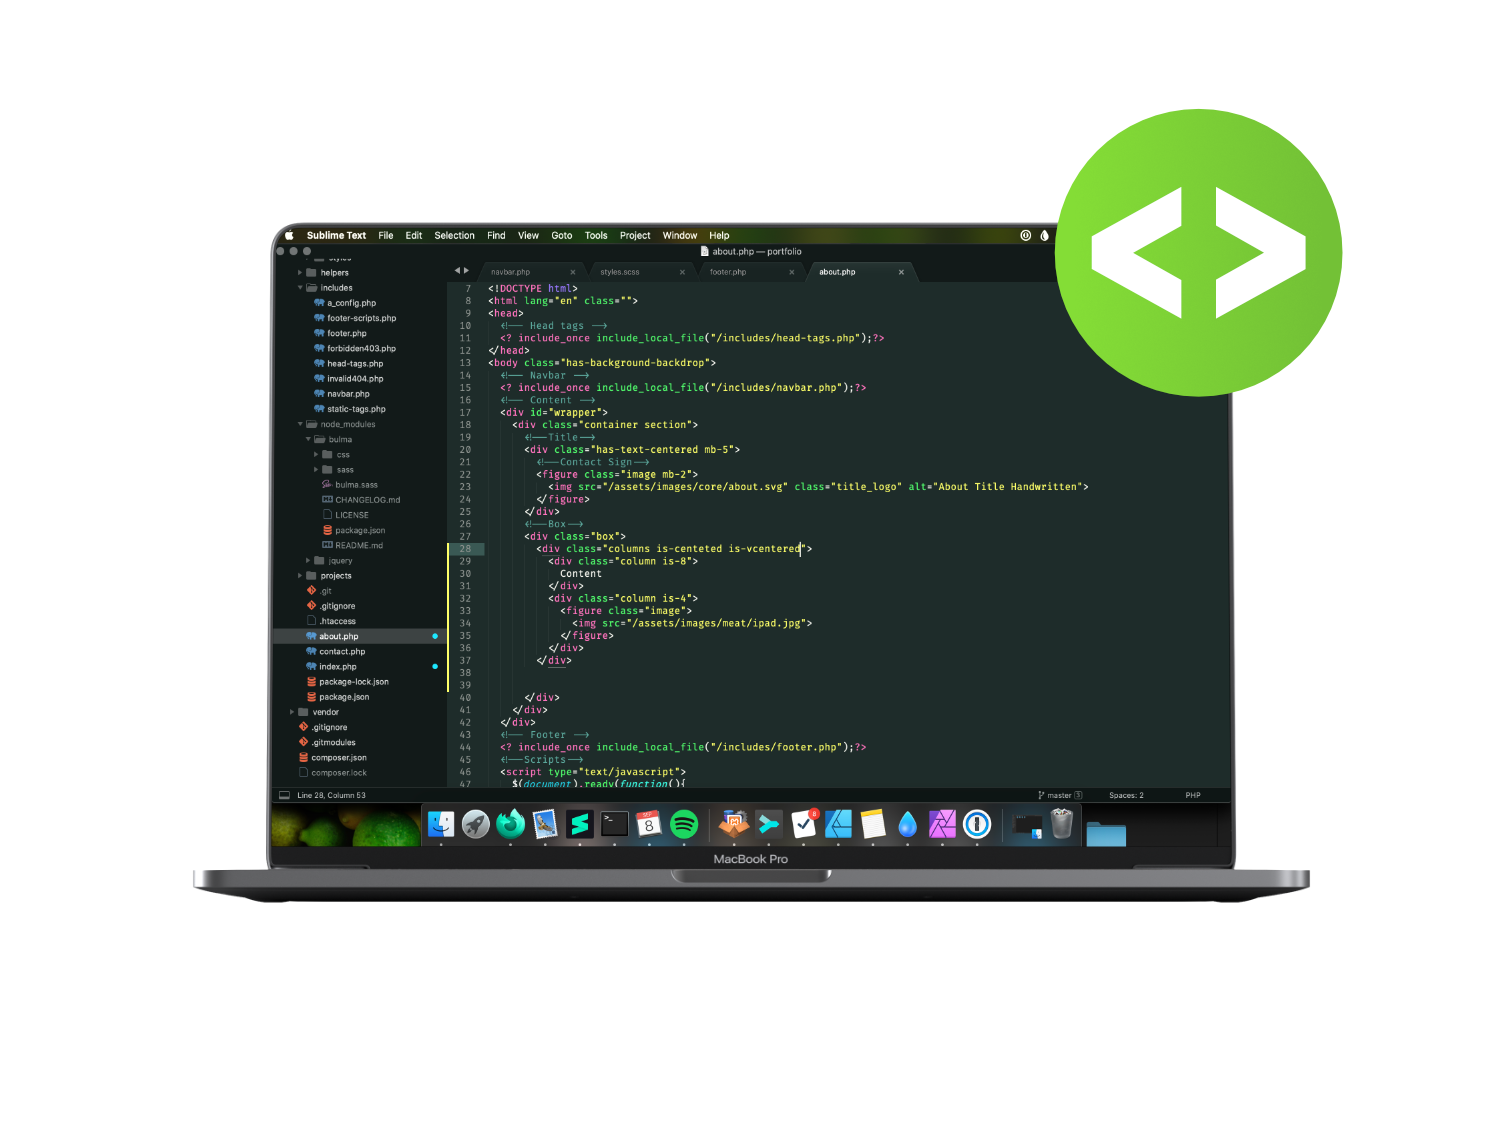 Sublime Text File Edit Selection Find View Goto Tools Project Window Help
about.php — portfolio
styles
helpers
includes
a_config.php
footer-scripts.php
footer.php
forbidden403.php
head-tags.php
invalid404.php
navbar.php
static-tags.php
node_modules
bulma
css
sass
bulma.sass
CHANGELOG.md
LICENSE
package.json
README.md
jquery
projects
.git
.gitignore
.htaccess
about.php
contact.php
index.php
package-lock.json
package.json
vendor
.gitignore
.gitmodules
composer.json
composer.lock
navbar.php × styles.scss × footer.php × about.php ×
7 <!DOCTYPE html>
8 <html lang="en" class="">
9 <head>
10 <!-- Head tags -->
11 <? include_once include_local_file("/includes/head-tags.php");?>
12 </head>
13 <body class="has-background-backdrop">
14 <!-- Navbar -->
15 <? include_once include_local_file("/includes/navbar.php");?>
16 <!-- Content -->
17 <div id="wrapper">
18 <div class="container section">
19 <!--Title-->
20 <div class="has-text-centered mb-5">
21 <!--Contact Sign-->
22 <figure class="image mb-2">
23 <img src="/assets/images/core/about.svg" class="title_logo" alt="About Title Handwritten">
24 </figure>
25 </div>
26 <!--Box-->
27 <div class="box">
28 <div class="columns is-centeted is-vcentered">
29 <div class="column is-8">
30 Content
31 </div>
32 <div class="column is-4">
33 <figure class="image">
34 <img src="/assets/images/meat/ipad.jpg">
35 </figure>
36 </div>
37 </div>
38
39
40 </div>
41 </div>
42 </div>
43 <!-- Footer -->
44 <? include_once include_local_file("/includes/footer.php");?>
45 <!--Scripts-->
46 <script type="text/javascript">
47 $(document).ready(function(){
Line 28, Column 53 master 3 Spaces: 2 PHP
SEP
8
8
MacBook Pro